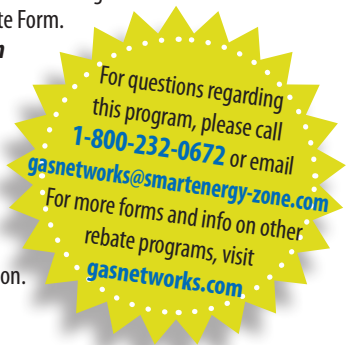 te Form.
For questions regarding
this program, please call
1-800-232-0672 or email
gasnetworks@smartenergy-zone.com
For more forms and info on other
rebate programs, visit
gasnetworks.com
on.